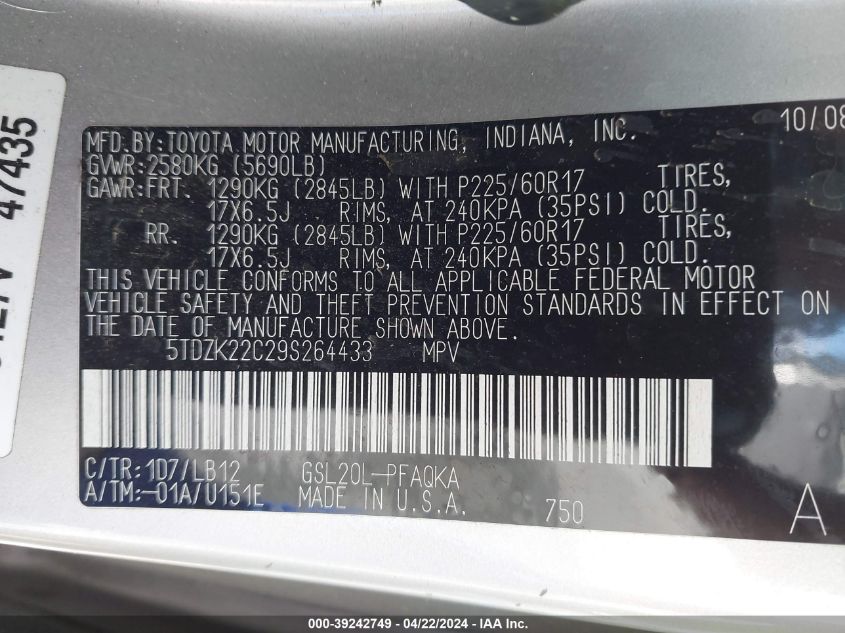 47435
10/08
MFD.BY:TOYOTA MOTOR MANUFACTURING, INDIANA, INC.
GVWR:2580KG (5690LB)
GAWR:FRT. 1290KG (2845LB) WITH P225/60R17 TIRES,
17X6.5J RIMS, AT 240KPA (35PSI) COLD.
RR. 1290KG (2845LB) WITH P225/60R17 TIRES,
17X6.5J RIMS, AT 240KPA (35PSI) COLD.
THIS VEHICLE CONFORMS TO ALL APPLICABLE FEDERAL MOTOR
VEHICLE SAFETY AND THEFT PREVENTION STANDARDS IN EFFECT ON
THE DATE OF MANUFACTURE SHOWN ABOVE.
5TDZK22C29S264433 MPV
C/TR:1D7/LB12 GSL20L-PFAQKA
A/TM:-01A/U151E MADE IN U.S.A. 750 A
000-39242749 - 04/22/2024 - IAA, Inc.